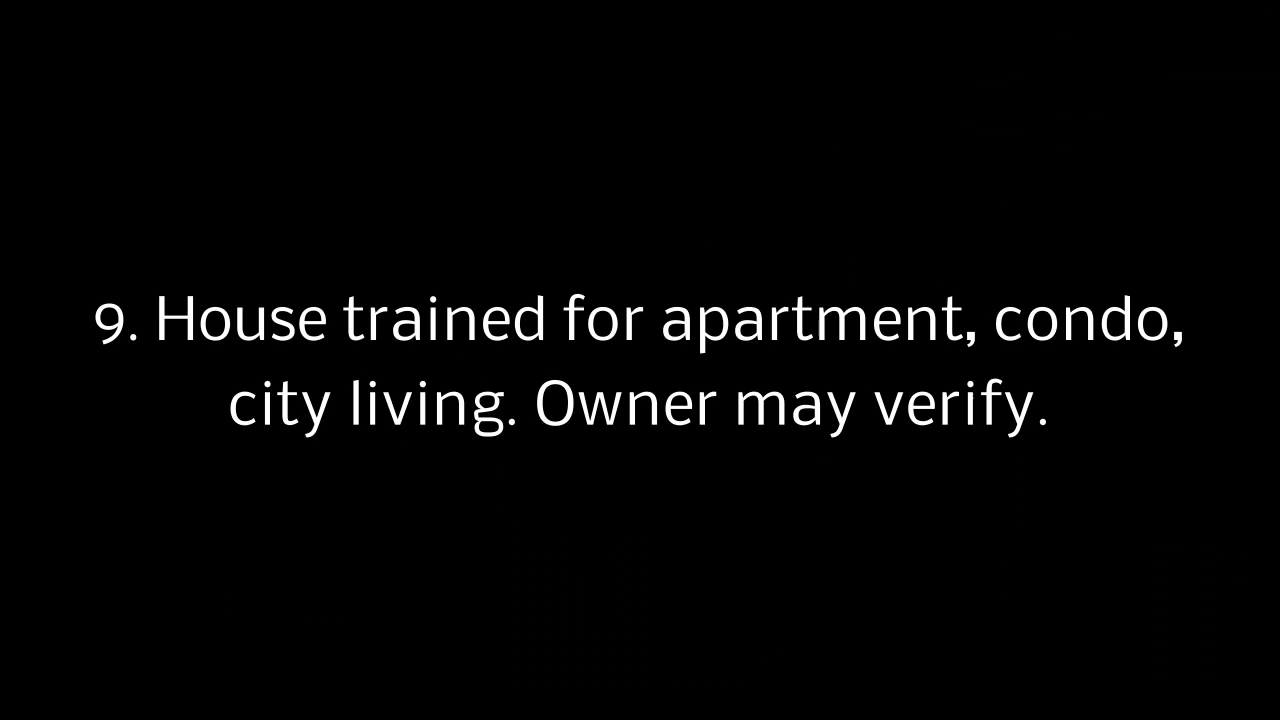 9. House trained for apartment, condo,
city living. Owner may verify.